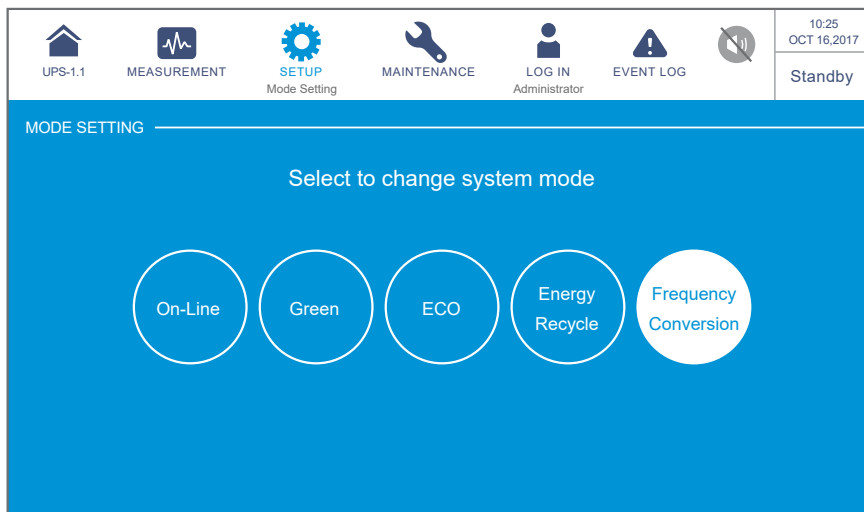 UPS-1.1
MEASUREMENT
SETUP
Mode Setting
MAINTENANCE
LOG IN
Administrator
EVENT LOG
10:25
OCT 16,2017
Standby
MODE SETTING
Select to change system mode
On-Line
Green
ECO
Energy
Recycle
Frequency
Conversion